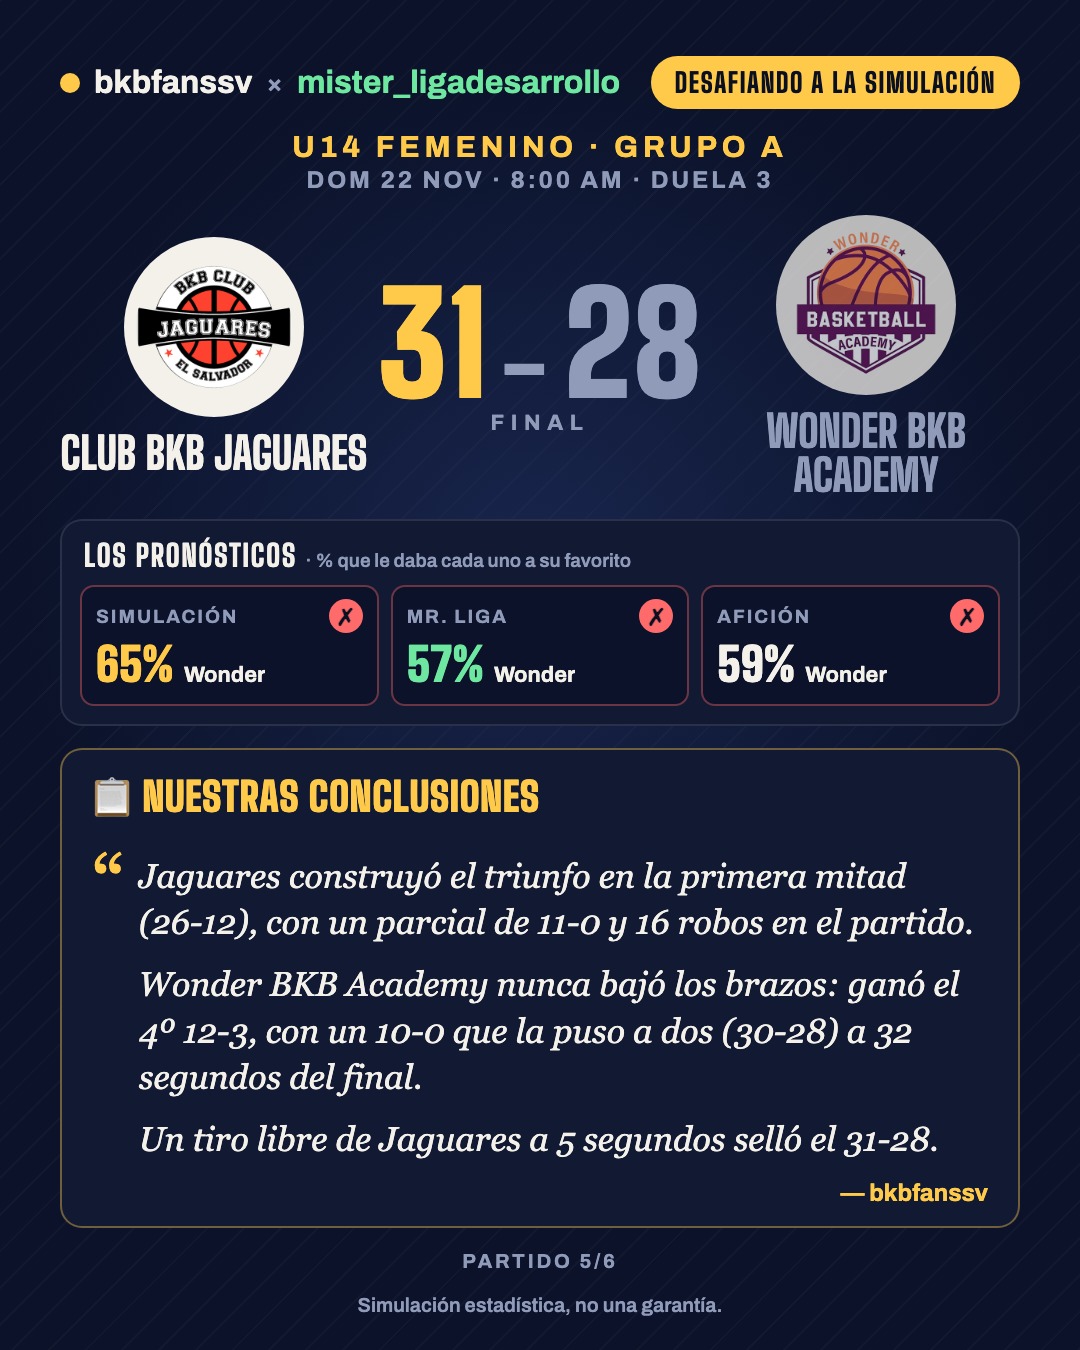 bkbfanssv × mister_ligadesarrollo
DESAFIANDO A LA SIMULACIÓN
U14 FEMENINO · GRUPO A
DOM 22 NOV · 8:00 AM · DUELA 3
BKB CLUB
JAGUARES
EL SALVADOR
CLUB BKB JAGUARES
31 – 28
FINAL
WONDER
BASKETBALL
ACADEMY
WONDER BKB
ACADEMY
LOS PRONÓSTICOS · % que le daba cada uno a su favorito
SIMULACIÓN ✗
65% Wonder
MR. LIGA ✗
57% Wonder
AFICIÓN ✗
59% Wonder
📋 NUESTRAS CONCLUSIONES
“ Jaguares construyó el triunfo en la primera mitad
(26-12), con un parcial de 11-0 y 16 robos en el partido.
Wonder BKB Academy nunca bajó los brazos: ganó el
4º 12-3, con un 10-0 que la puso a dos (30-28) a 32
segundos del final.
Un tiro libre de Jaguares a 5 segundos selló el 31-28.
— bkbfanssv
PARTIDO 5/6
Simulación estadística, no una garantía.